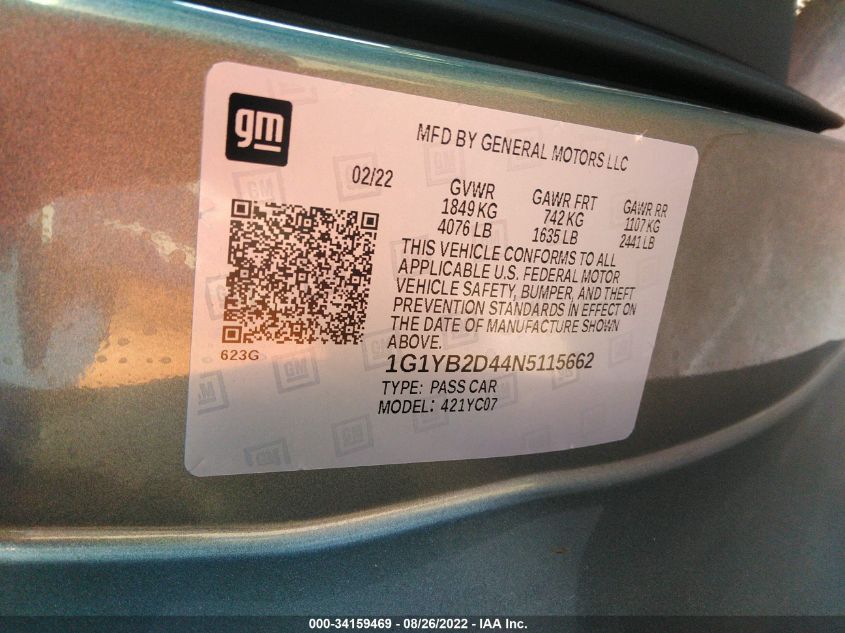 gm
MFD BY GENERAL MOTORS LLC
02/22
GVWR
1849 KG
4076 LB
GAWR FRT
742 KG
1635 LB
GAWR RR
1107 KG
2441 LB
THIS VEHICLE CONFORMS TO ALL
APPLICABLE U.S. FEDERAL MOTOR
VEHICLE SAFETY, BUMPER, AND THEFT
PREVENTION STANDARDS IN EFFECT ON
THE DATE OF MANUFACTURE SHOWN
ABOVE.
623G
1G1YB2D44N5115662
TYPE: PASS CAR
MODEL: 421YC07
000-34159469 - 08/26/2022 - IAA Inc.